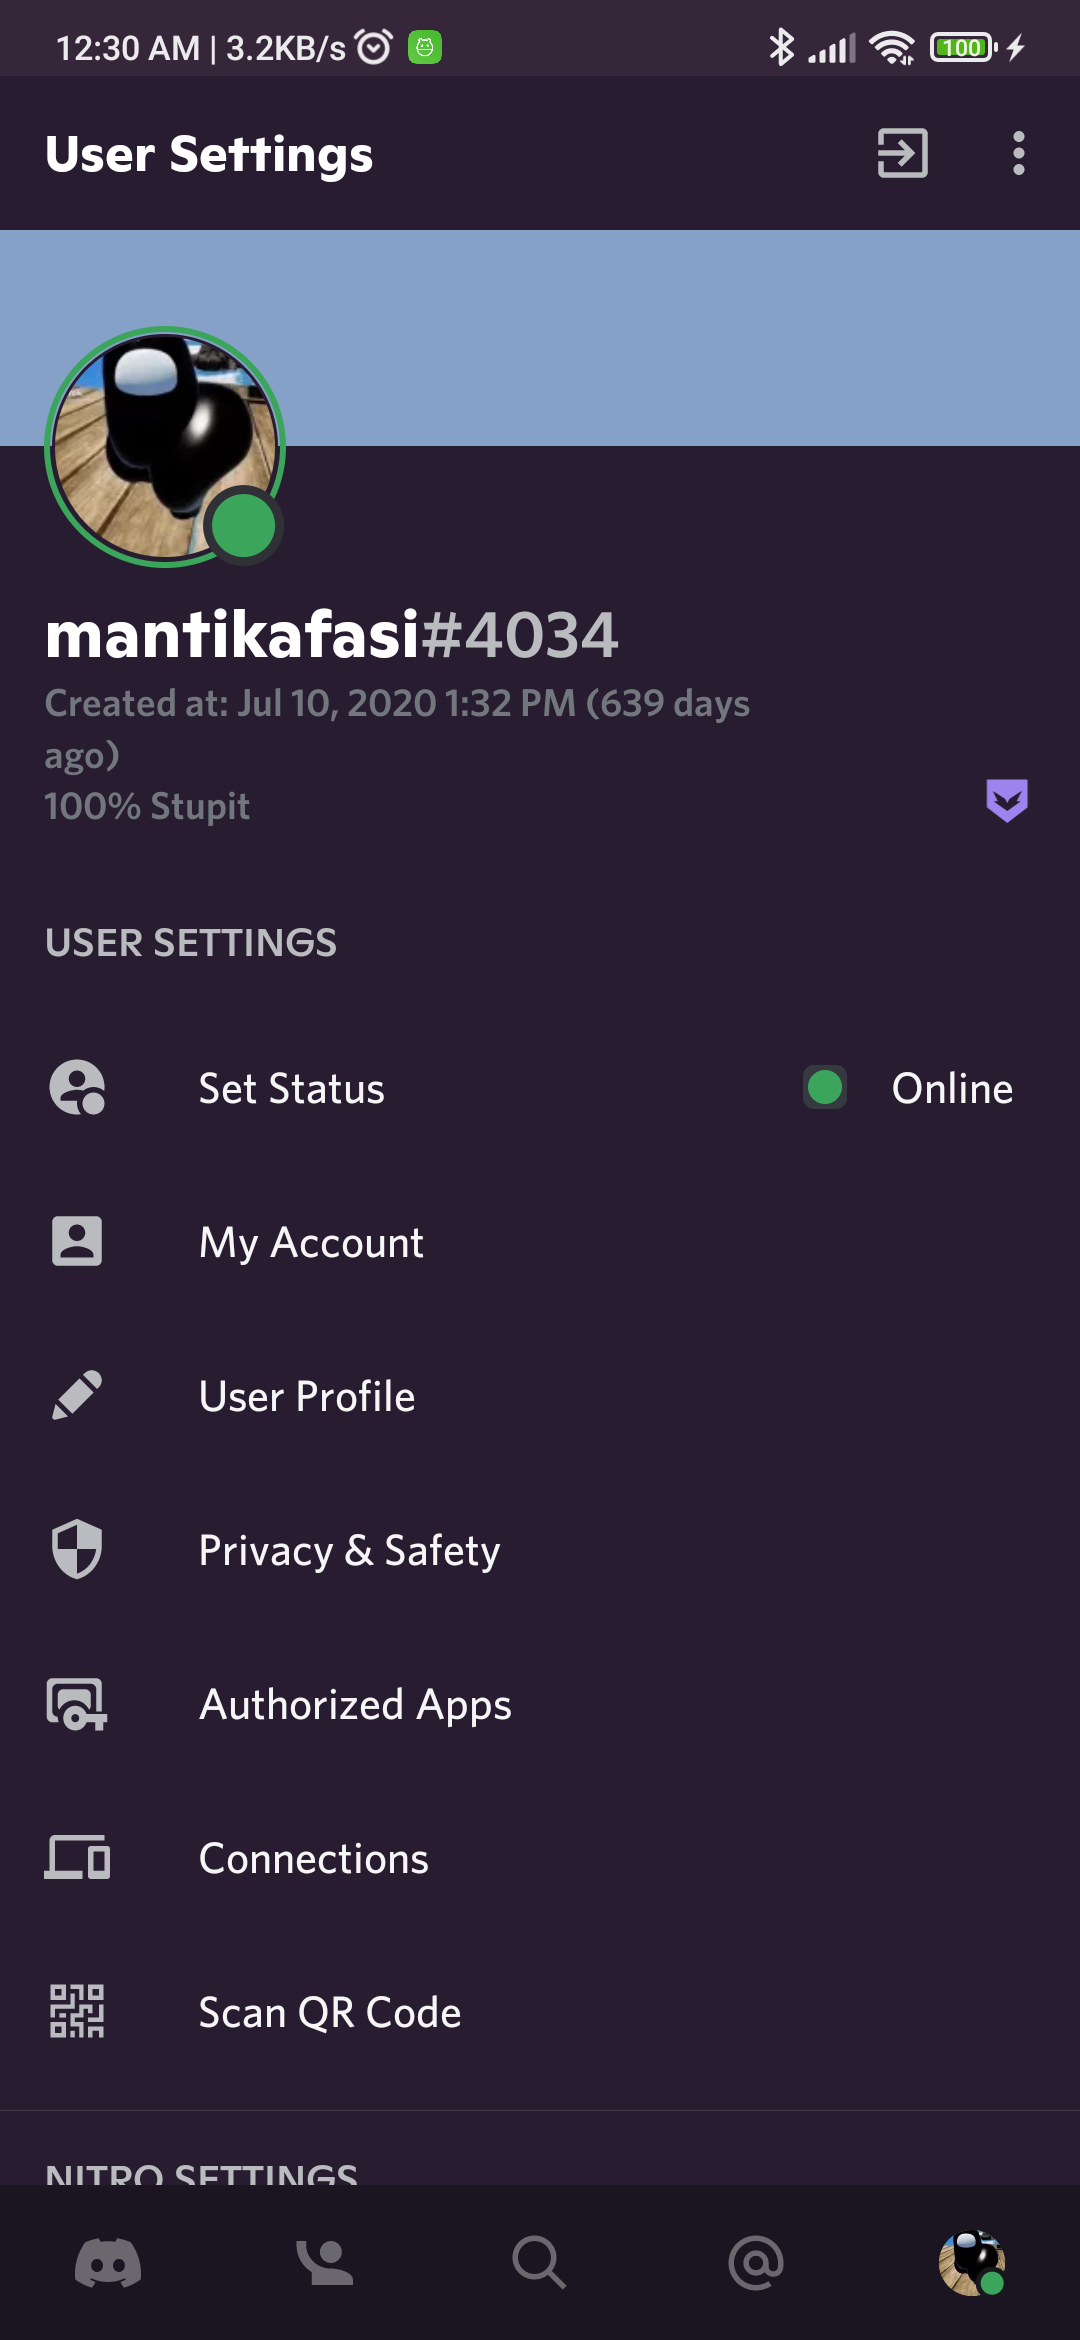 12:30 AM | 3.2KB/s
100
User Settings
mantikafasi#4034
Created at: Jul 10, 2020 1:32 PM (639 days
ago)
100% Stupit
USER SETTINGS
Set Status
Online
My Account
User Profile
Privacy & Safety
Authorized Apps
Connections
Scan QR Code
NITRO SETTINGS